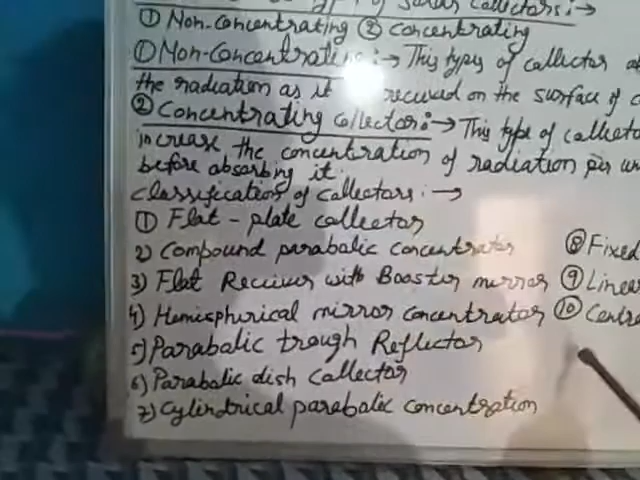 of Solar Collectors:→
① Non-Concentrating ② Concentrating
① Non-Concentrating :→ This types of collector
the radiation as it received on the surface of
② Concentrating collector:→ This type of collector
increase the concentration of radiation per
before absorbing it.
classification of collectors:→
① Flat-plate collector
2) Compound parabolic concentrator ⑧ Fixed
3) Flat Reciver with Booster mirror ⑨ Linear
4) Hemispherical mirror concentrator ⑩
5) Parabolic trough Reflector
6) Parabolic dish collector
7) Cylindrical parabolic concentration